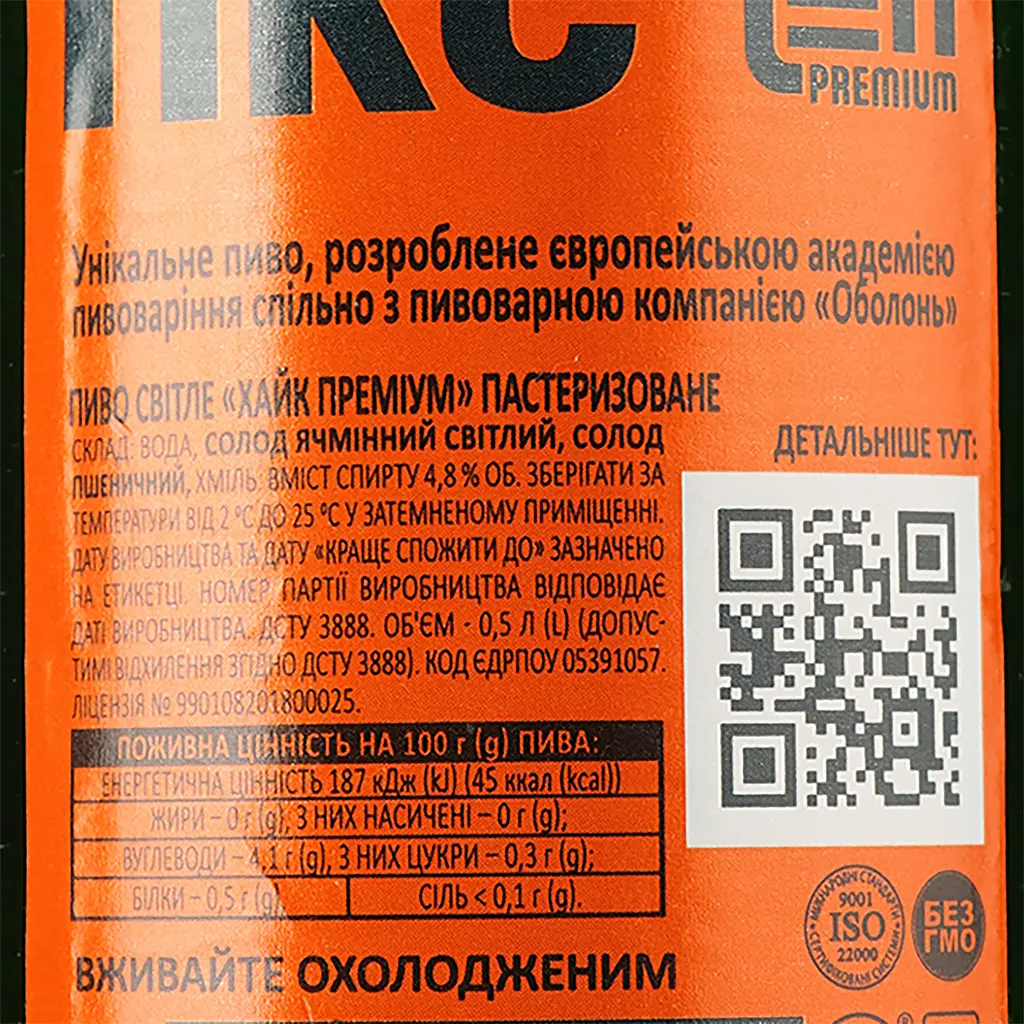 PREMIUM
Унікальне пиво, розроблене європейською академією
пивоваріння спільно з пивоварною компанією «Оболонь»
ПИВО СВІТЛЕ «ХАЙК ПРЕМІУМ» ПАСТЕРИЗОВАНЕ
СКЛАД: ВОДА, СОЛОД ЯЧМІННИЙ СВІТЛИЙ, СОЛОД
ПШЕНИЧНИЙ, ХМІЛЬ. ВМІСТ СПИРТУ 4,8 % ОБ. ЗБЕРІГАТИ ЗА
ТЕМПЕРАТУРИ ВІД 2 °С ДО 25 °С У ЗАТЕМНЕНОМУ ПРИМІЩЕННІ.
ДАТУ ВИРОБНИЦТВА ТА ДАТУ «КРАЩЕ СПОЖИТИ ДО» ЗАЗНАЧЕНО
НА ЕТИКЕТЦІ. НОМЕР ПАРТІЇ ВИРОБНИЦТВА ВІДПОВІДАЄ
ДАТІ ВИРОБНИЦТВА. ДСТУ 3888. ОБ'ЄМ - 0,5 Л (L) (ДОПУС-
ТИМІ ВІДХИЛЕННЯ ЗГІДНО ДСТУ 3888). КОД ЄДРПОУ 05391057.
ЛІЦЕНЗІЯ № 990108201800025.
ДЕТАЛЬНІШЕ ТУТ:
ПОЖИВНА ЦІННІСТЬ НА 100 г (g) ПИВА:
ЕНЕРГЕТИЧНА ЦІННІСТЬ 187 кДж (kJ) (45 ккал (kcal))
ЖИРИ – 0 г (g), З НИХ НАСИЧЕНІ – 0 г (g);
ВУГЛЕВОДИ – 4,1 г (g), З НИХ ЦУКРИ – 0,3 г (g);
БІЛКИ – 0,5 г (g) СІЛЬ < 0,1 г (g).
МІЖНАРОДНІ СТАНДАРТИ
9001
ISO
22000
СЕРТИФІКОВАНІ СИСТЕМИ
БЕЗ
ГМО
ВЖИВАЙТЕ ОХОЛОДЖЕНИМ